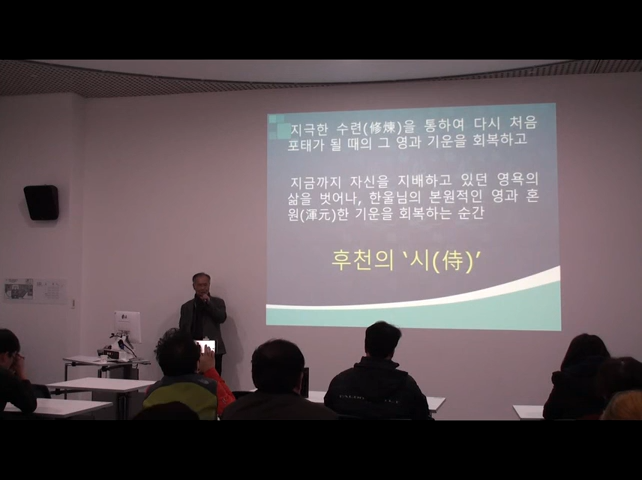 지극한 수련(修煉)을 통하여 다시 처음
포태가 될 때의 그 영과 기운을 회복하고
지금까지 자신을 지배하고 있던 영욕의
삶을 벗어나, 한울님의 본원적인 영과 혼
원(渾元)한 기운을 회복하는 순간
후천의 '시(侍)'